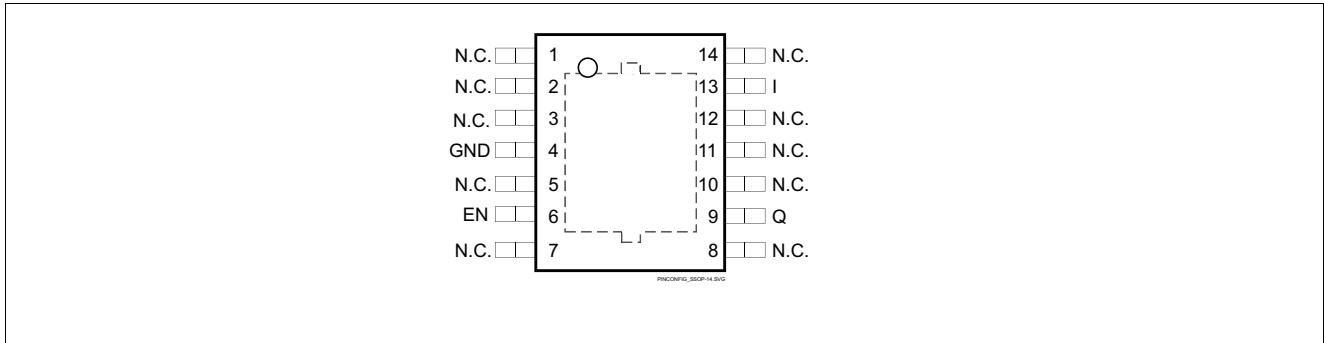 N.C. 1 14 N.C.
N.C. 2 13 I
N.C. 3 12 N.C.
GND 4 11 N.C.
N.C. 5 10 N.C.
EN 6 9 Q
N.C. 7 8 N.C.
PINCONFIG_SSOP-14.SVG